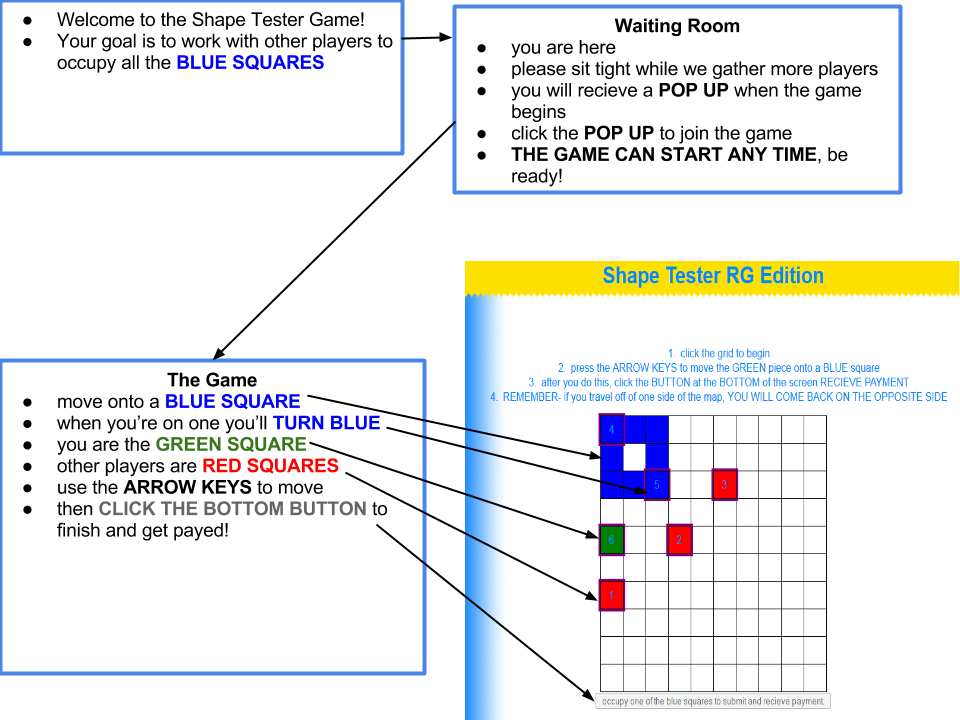 ● Welcome to the Shape Tester Game!
● Your goal is to work with other players to
occupy all the BLUE SQUARES
Waiting Room
● you are here
● please sit tight while we gather more players
● you will recieve a POP UP when the game
begins
● click the POP UP to join the game
● THE GAME CAN START ANY TIME, be
ready!
The Game
● move onto a BLUE SQUARE
● when you're on one you'll TURN BLUE
● you are the GREEN SQUARE
● other players are RED SQUARES
● use the ARROW KEYS to move
● then CLICK THE BOTTOM BUTTON to
finish and get payed!
Shape Tester RG Edition
1. click the grid to begin
2. press the ARROW KEYS to move the GREEN piece onto a BLUE square
3. after you do this, click the BUTTON at the BOTTOM of the screen RECIEVE PAYMENT
4. REMEMBER- if you travel off of one side of the map, YOU WILL COME BACK ON THE OPPOSITE SIDE
4
5
3
6
2
1
occupy one of the blue squares to submit and recieve payment.